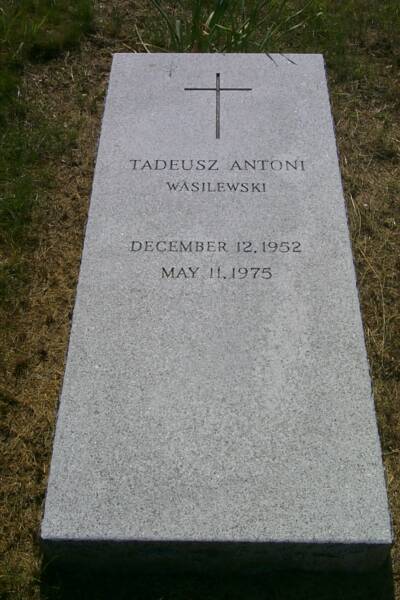 TADEUSZ ANTONI
WASILEWSKI
DECEMBER 12, 1952
MAY 11, 1975